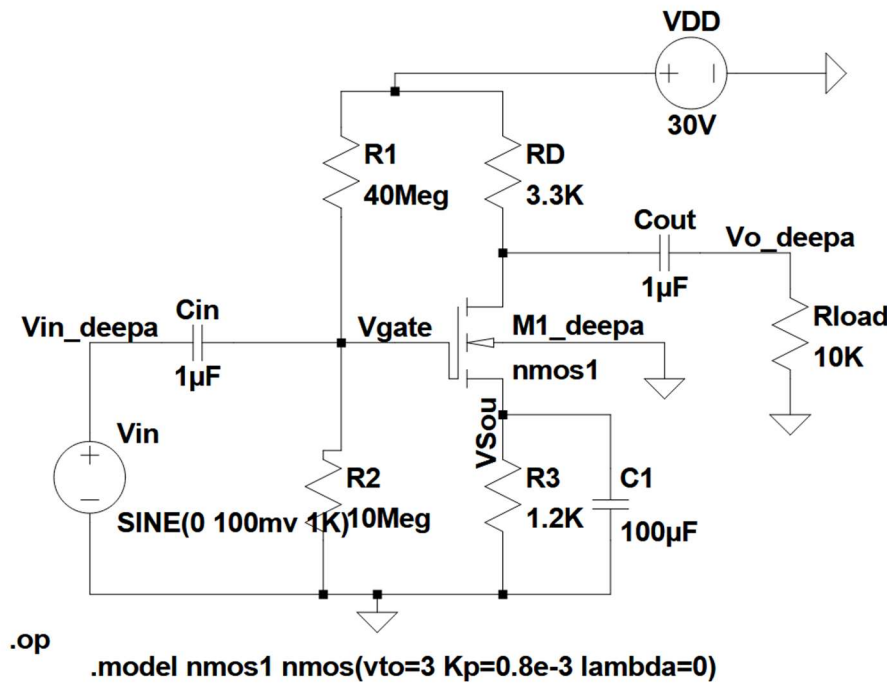 VDD
+ −
30V
R1
40Meg
RD
3.3K
Cout
1µF
Vo_deepa
Rload
10K
Vin_deepa
Cin
1µF
Vgate
M1_deepa
nmos1
VSou
Vin
+
−
SINE(0 100mv 1K)
R2
10Meg
R3
1.2K
C1
100µF
.op
.model nmos1 nmos(vto=3 Kp=0.8e-3 lambda=0)